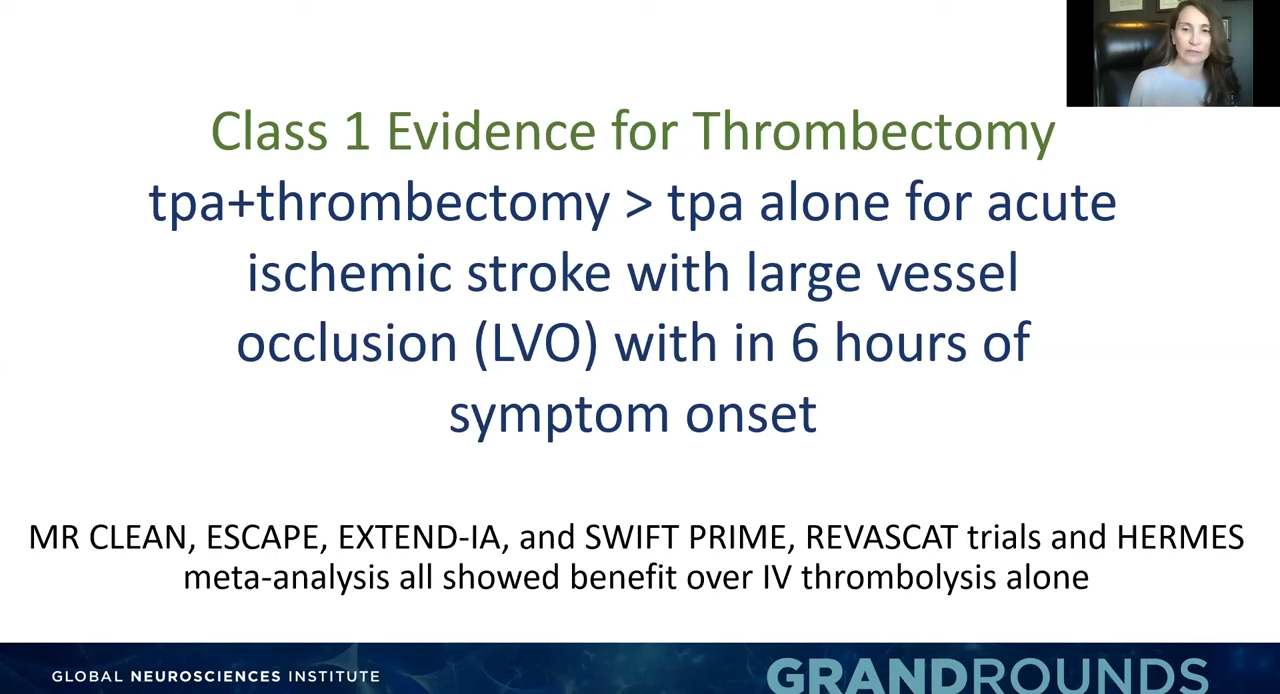 Class 1 Evidence for Thrombectomy
tpa+thrombectomy > tpa alone for acute
ischemic stroke with large vessel
occlusion (LVO) with in 6 hours of
symptom onset
MR CLEAN, ESCAPE, EXTEND-IA, and SWIFT PRIME, REVASCAT trials and HERMES
meta-analysis all showed benefit over IV thrombolysis alone
GLOBAL NEUROSCIENCES INSTITUTE
GRANDROUNDS